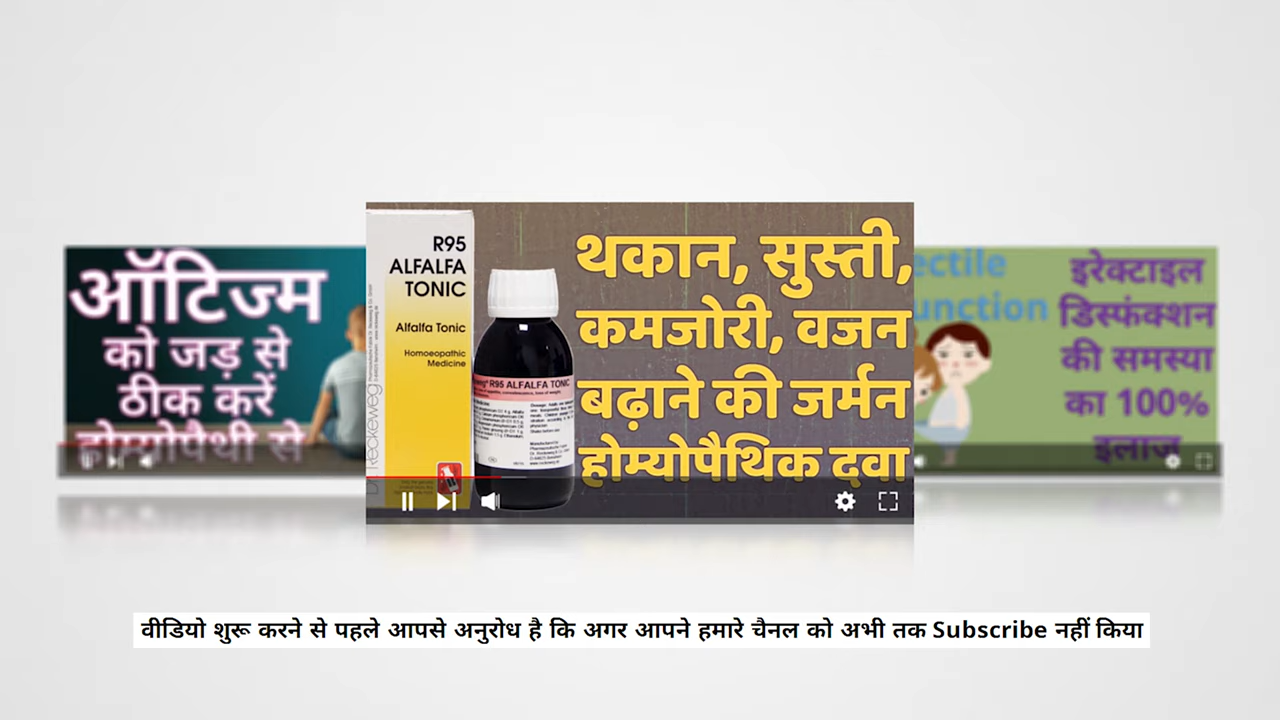 ऑटिज्म
को जड़ से
ठीक करें
होम्योपैथी से
R95
ALFALFA
TONIC
Alfalfa Tonic
Homoeopathic
Medicine
R95 ALFALFA TONIC
थकान, सुस्ती,
कमजोरी, वजन
बढ़ाने की जर्मन
होम्योपैथिक दवा
इरेक्टाइल
डिस्फंक्शन
की समस्या
का 100%
इलाज
वीडियो शुरू करने से पहले आपसे अनुरोध है कि अगर आपने हमारे चैनल को अभी तक Subscribe नहीं किया